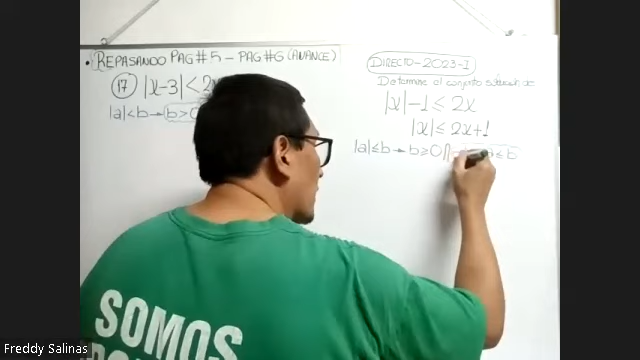 • REPASANDO PAG#5 - PAG#6 (AVANCE)
17 |x-3| < 2x
|a| < b → b > 0
DIRECTO-2023-1
Determine el conjunto solución de
|x| - 1 ≤ 2x
|x| ≤ 2x+1
|a| ≤ b → b ≥ 0 ∧ ≤ b
SOMOS
Freddy Salinas